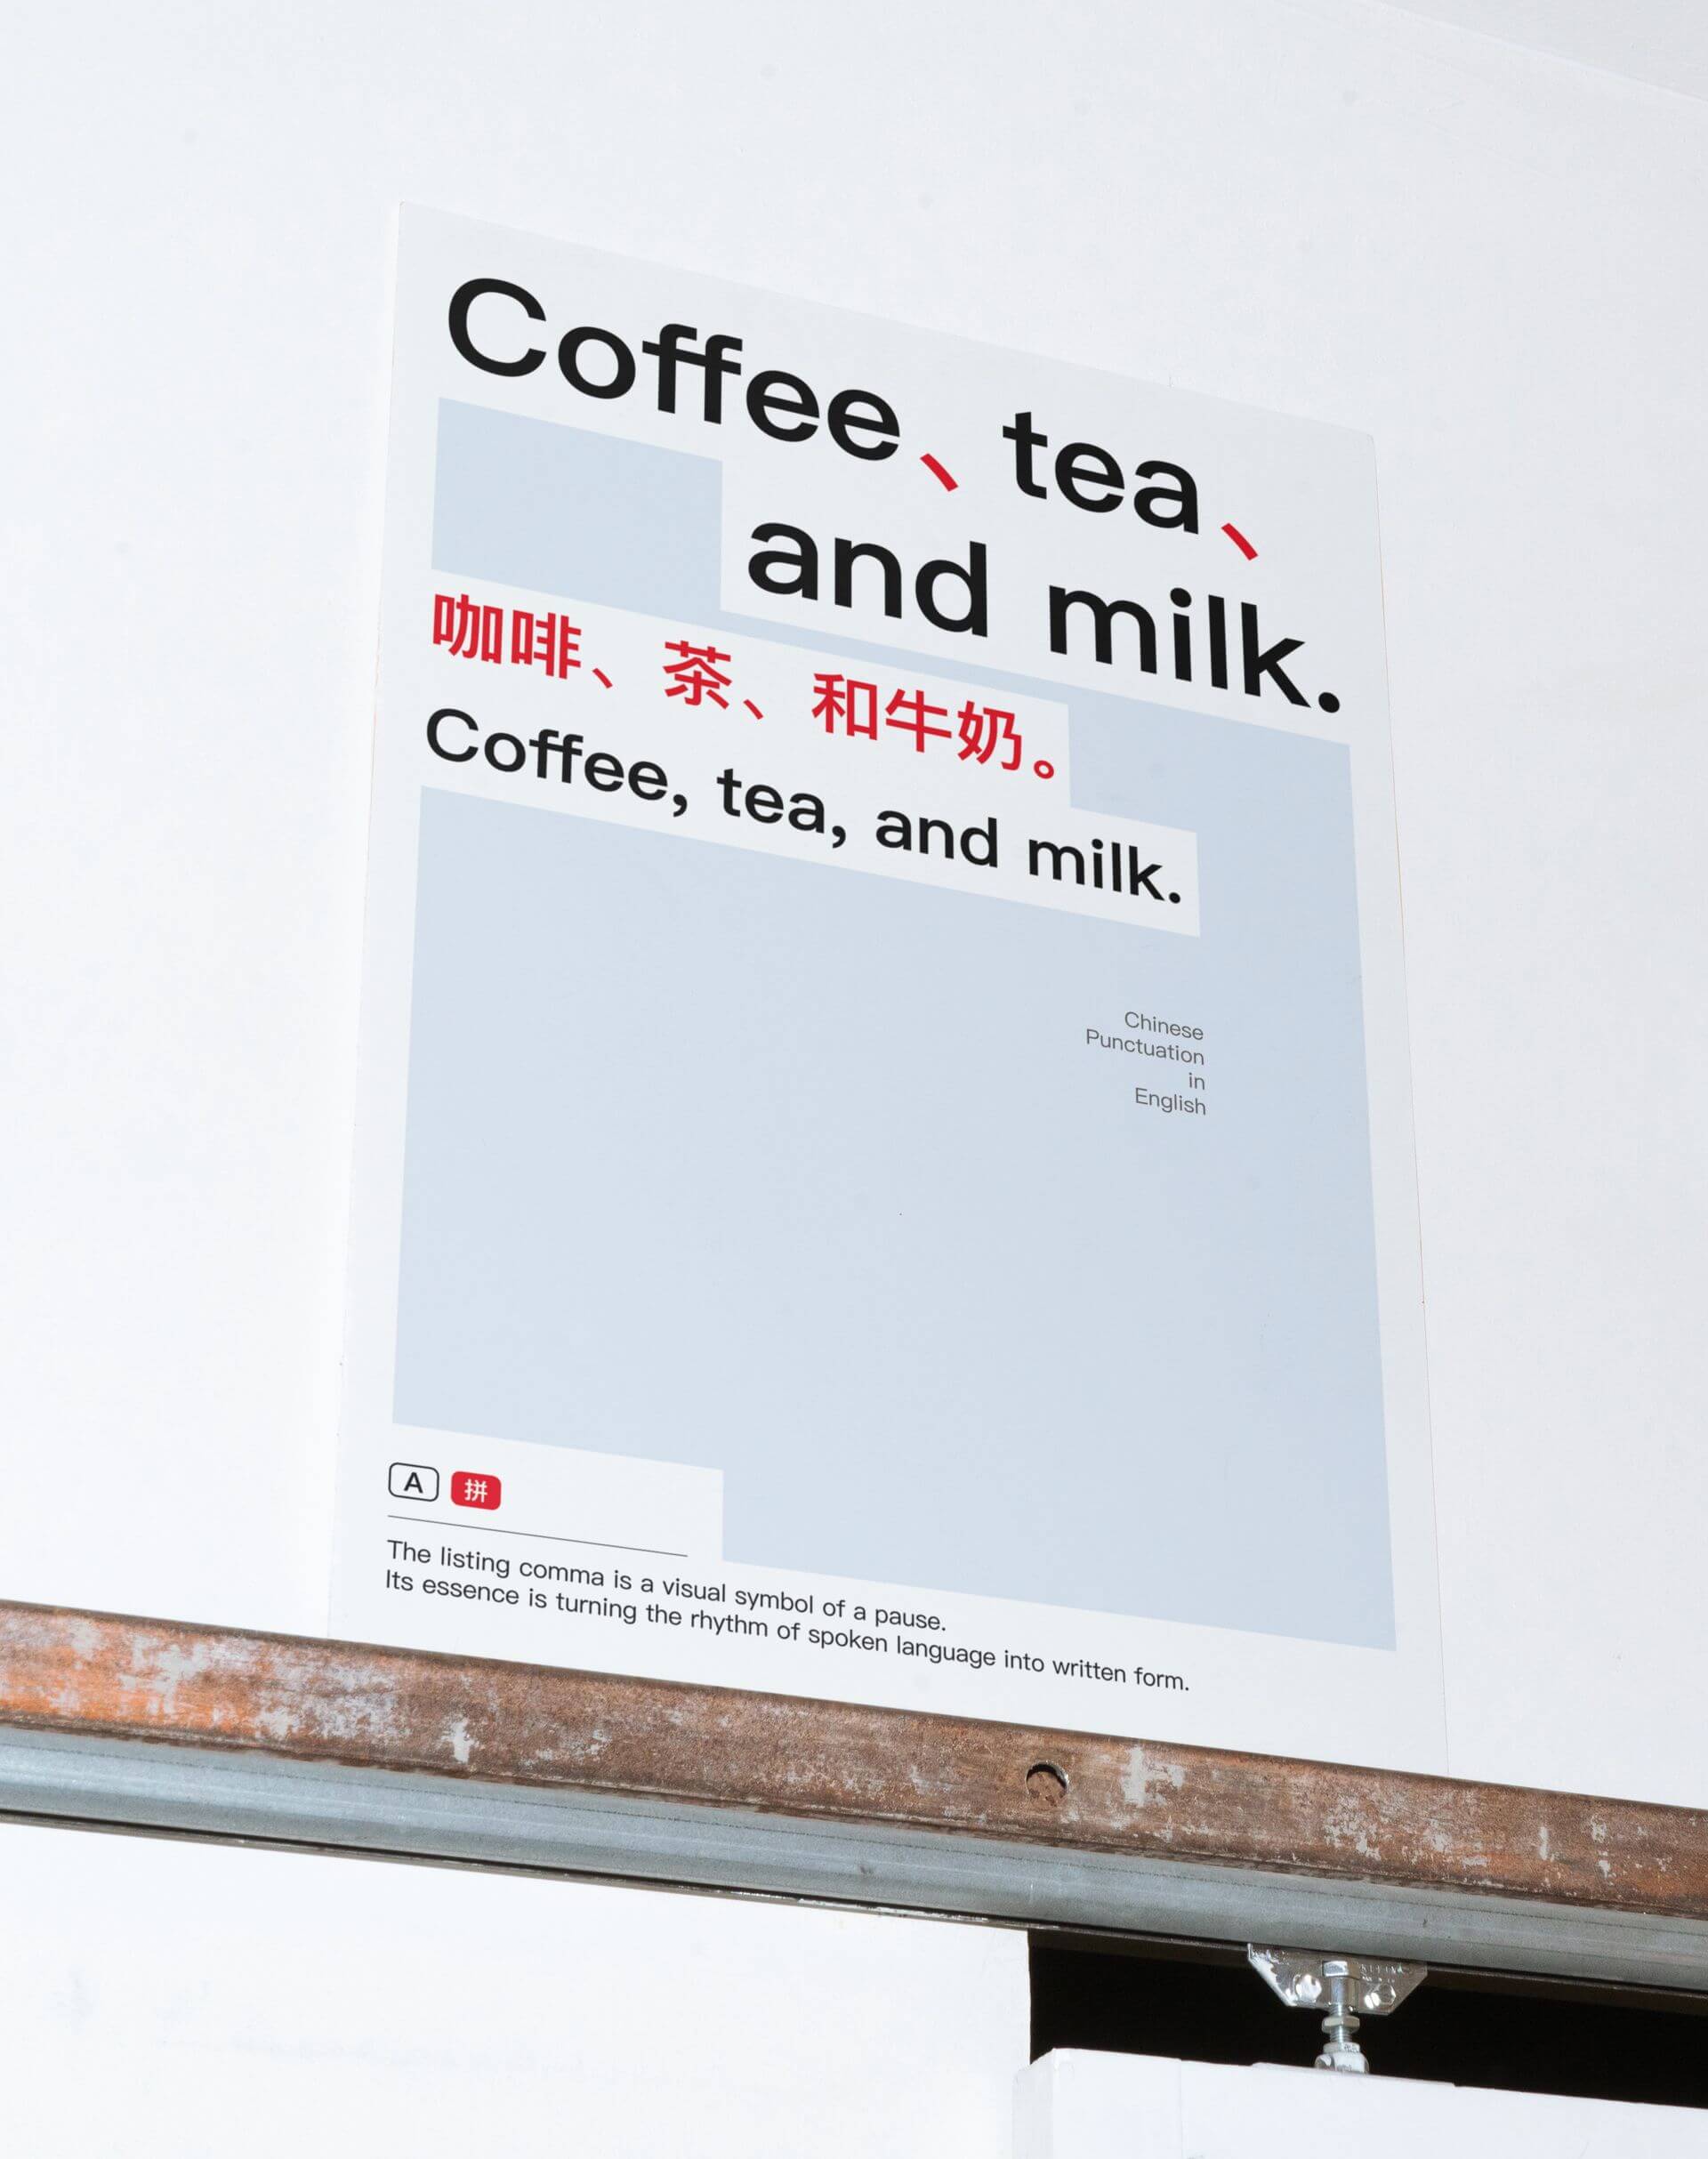 Coffee、tea、
and milk.
咖啡、茶、和牛奶。
Coffee, tea, and milk.
Chinese
Punctuation
in
English
A 拼
The listing comma is a visual symbol of a pause.
Its essence is turning the rhythm of spoken language into written form.